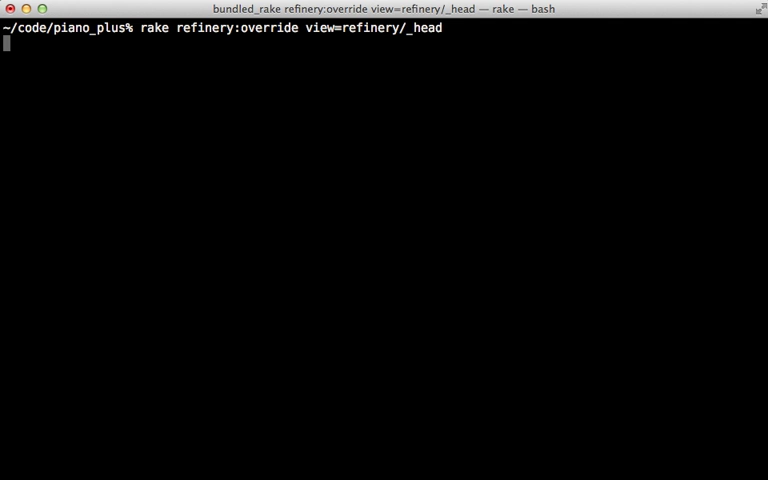 bundled_rake refinery:override view=refinery/_head — rake — bash
~/code/piano_plus% rake refinery:override view=refinery/_head